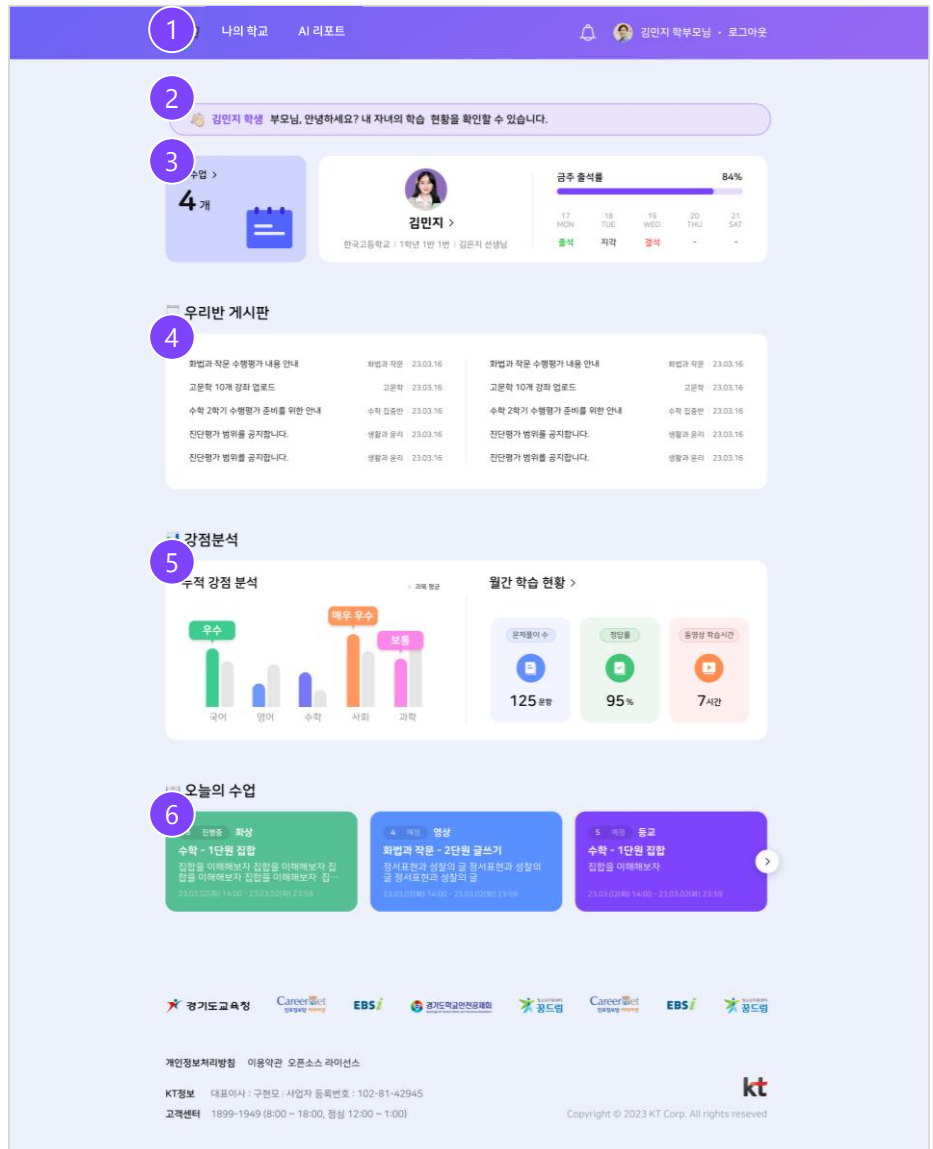 1
나의 학교 AI 리포트 김민지 학부모님 • 로그아웃
2
김민지 학생 부모님, 안녕하세요? 내 자녀의 학습 현황을 확인할 수 있습니다.
3
수업 >
4 개
김민지 >
한국고등학교 | 1학년 1반 1번 | 김은지 선생님
금주 출석률 84%
17 18 19 20 21
MON TUE WED THU SAT
출석 지각 결석 - -
우리반 게시판
4
화법과 작문 수행평가 내용 안내 화법과 작문 | 23.03.16
고문학 10개 강좌 업로드 고문학 | 23.03.16
수학 2학기 수행평가 준비를 위한 안내 수학 집중반 | 23.03.16
진단평가 범위를 공지합니다. 생활과 윤리 | 23.03.16
진단평가 범위를 공지합니다. 생활과 윤리 | 23.03.16
화법과 작문 수행평가 내용 안내 화법과 작문 | 23.03.16
고문학 10개 강좌 업로드 고문학 | 23.03.16
수학 2학기 수행평가 준비를 위한 안내 수학 집중반 | 23.03.16
진단평가 범위를 공지합니다. 생활과 윤리 | 23.03.16
진단평가 범위를 공지합니다. 생활과 윤리 | 23.03.16
강점분석
5
누적 강점 분석 과목 평균
우수 매우 우수 보통
국어 영어 수학 사회 과학
월간 학습 현황 >
문제풀이 수 정답률 동영상 학습시간
125 문항 95 % 7 시간
오늘의 수업
6
진행중 화상
수학 - 1단원 집합
집합을 이해해보자 집합을 이해해보자 집
합을 이해해보자 집합을 이해해보자 집…
23.03.02(화) 14:00 - 23.03.02(화) 23:59
4 예정 영상
화법과 작문 - 2단원 글쓰기
정서표현과 성찰의 글 정서표현과 성찰의
글 정서표현과 성찰의 글
23.03.02(화) 14:00 - 23.03.02(화) 23:59
5 예정 등교
수학 - 1단원 집합
집합을 이해해보자
23.03.02(화) 14:00 - 23.03.02(화) 23:59
경기도교육청 CareerNet EBSi 경기도학교안전공제회 꿈드림 CareerNet EBSi 꿈드림
개인정보처리방침 이용약관 오픈소스 라이선스
KT정보 대표이사 : 구현모 | 사업자 등록번호 : 102-81-42945
고객센터 1899-1949 (8:00 ~ 18:00, 점심 12:00 ~ 1:00)
kt
Copyright © 2023 KT Corp. All rights reseved